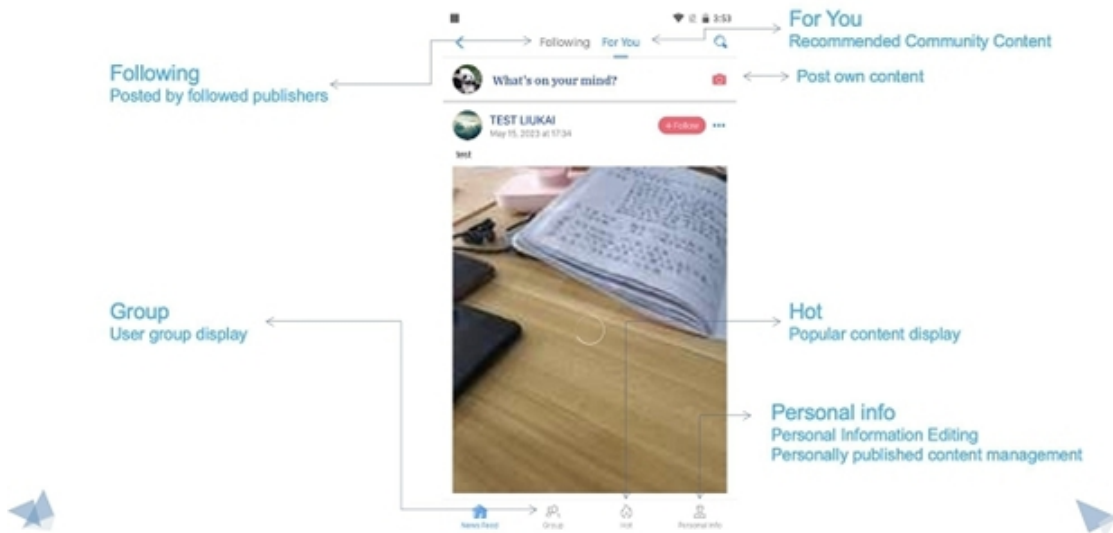 3:53
Following For You
For You
Recommended Community Content
Following
Posted by followed publishers
What's on your mind?
Post own content
TEST LIUKAI
May 15, 2023 at 17:34
+ Follow
test
Group
User group display
Hot
Popular content display
Personal info
Personal Information Editing
Personally published content management
News Feed
Group
Hot
Personal Info